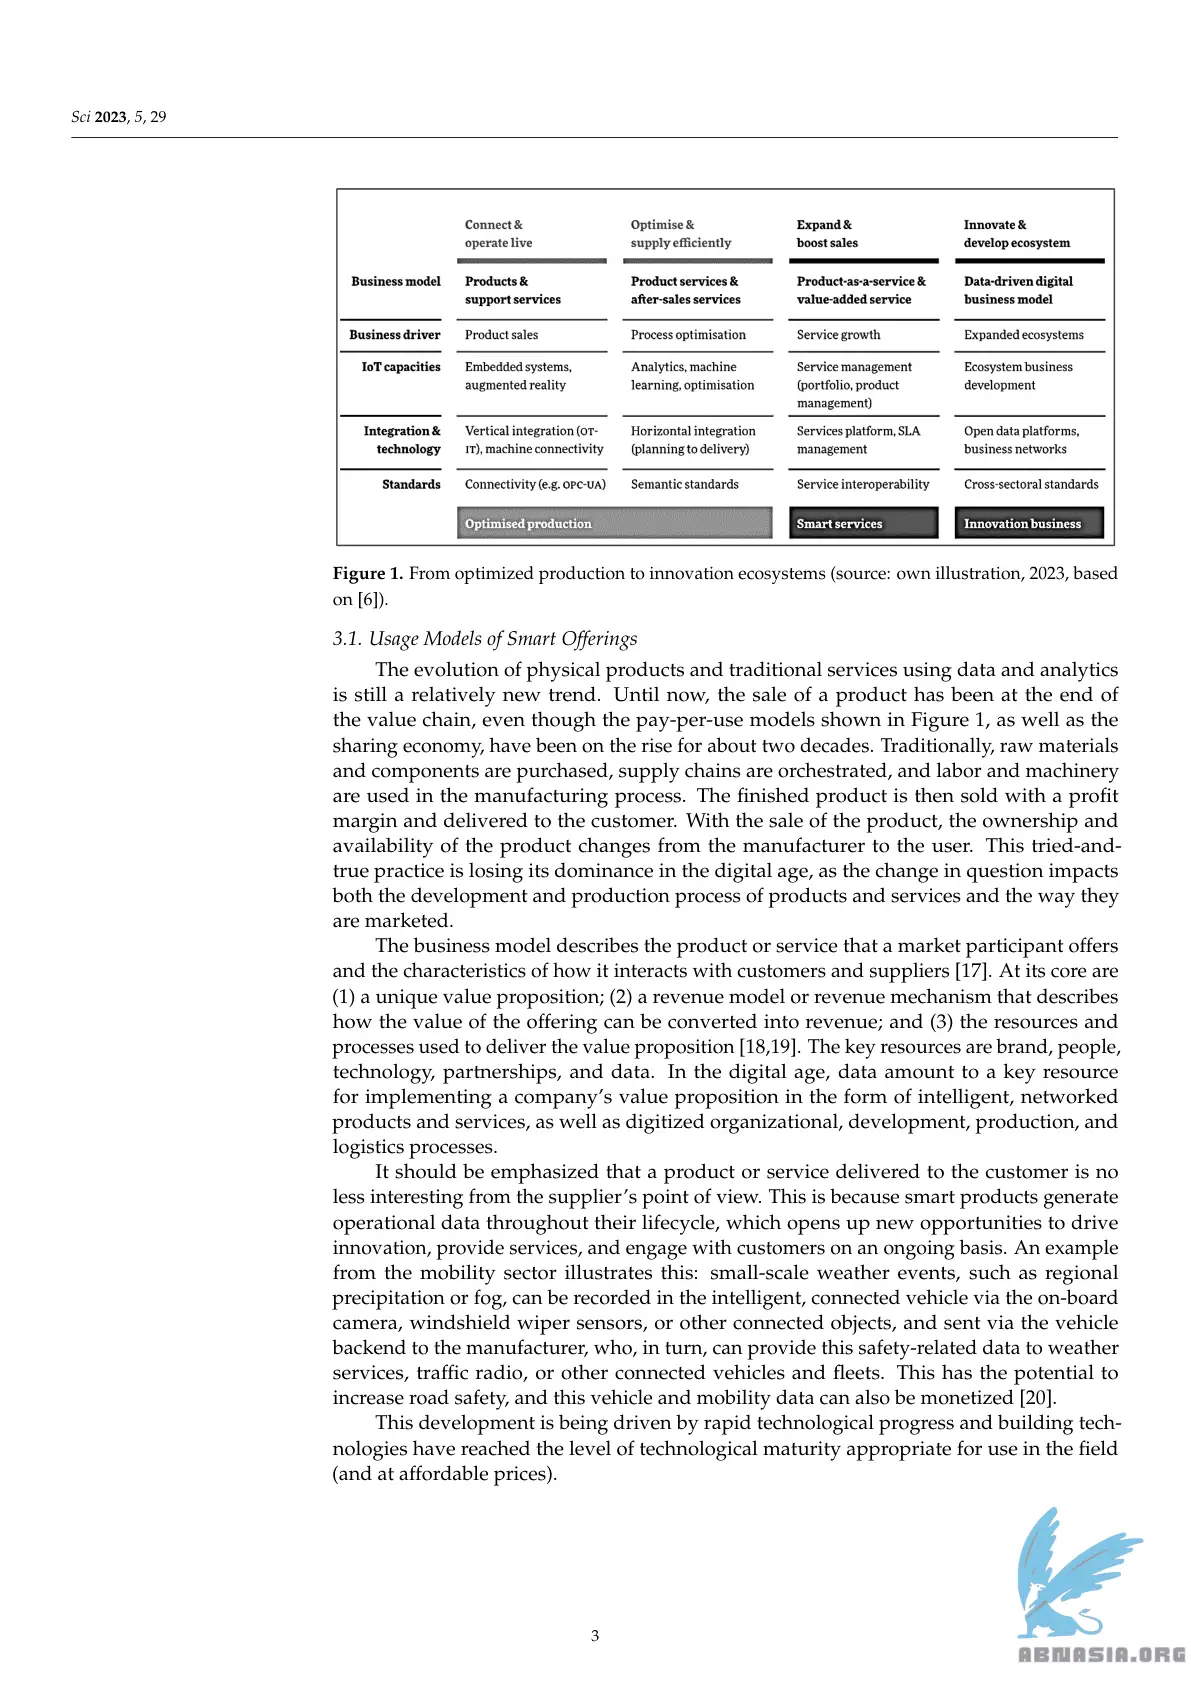 Sci 2023, 5, 29
Connect & operate live
Optimise & supply efficiently
Expand & boost sales
Innovate & develop ecosystem
Business model
Products & support services
Product services & after-sales services
Product-as-a-service & value-added service
Data-driven digital business model
Business driver
Product sales
Process optimisation
Service growth
Expanded ecosystems
IoT capacities
Embedded systems, augmented reality
Analytics, machine learning, optimisation
Service management (portfolio, product management)
Ecosystem business development
Integration & technology
Vertical integration (OT-IT), machine connectivity
Horizontal integration (planning to delivery)
Services platform, SLA management
Open data platforms, business networks
Standards
Connectivity (e.g. OPC-UA)
Semantic standards
Service interoperability
Cross-sectoral standards
Optimised production
Smart services
Innovation business
Figure 1. From optimized production to innovation ecosystems (source: own illustration, 2023, based
on [6]).
3.1. Usage Models of Smart Offerings
The evolution of physical products and traditional services using data and analytics
is still a relatively new trend. Until now, the sale of a product has been at the end of
the value chain, even though the pay-per-use models shown in Figure 1, as well as the
sharing economy, have been on the rise for about two decades. Traditionally, raw materials
and components are purchased, supply chains are orchestrated, and labor and machinery
are used in the manufacturing process. The finished product is then sold with a profit
margin and delivered to the customer. With the sale of the product, the ownership and
availability of the product changes from the manufacturer to the user. This tried-and-
true practice is losing its dominance in the digital age, as the change in question impacts
both the development and production process of products and services and the way they
are marketed.
The business model describes the product or service that a market participant offers
and the characteristics of how it interacts with customers and suppliers [17]. At its core are
(1) a unique value proposition; (2) a revenue model or revenue mechanism that describes
how the value of the offering can be converted into revenue; and (3) the resources and
processes used to deliver the value proposition [18,19]. The key resources are brand, people,
technology, partnerships, and data. In the digital age, data amount to a key resource
for implementing a company's value proposition in the form of intelligent, networked
products and services, as well as digitized organizational, development, production, and
logistics processes.
It should be emphasized that a product or service delivered to the customer is no
less interesting from the supplier's point of view. This is because smart products generate
operational data throughout their lifecycle, which opens up new opportunities to drive
innovation, provide services, and engage with customers on an ongoing basis. An example
from the mobility sector illustrates this: small-scale weather events, such as regional
precipitation or fog, can be recorded in the intelligent, connected vehicle via the on-board
camera, windshield wiper sensors, or other connected objects, and sent via the vehicle
backend to the manufacturer, who, in turn, can provide this safety-related data to weather
services, traffic radio, or other connected vehicles and fleets. This has the potential to
increase road safety, and this vehicle and mobility data can also be monetized [20].
This development is being driven by rapid technological progress and building tech-
nologies have reached the level of technological maturity appropriate for use in the field
(and at affordable prices).
3
ABNASIA.ORG